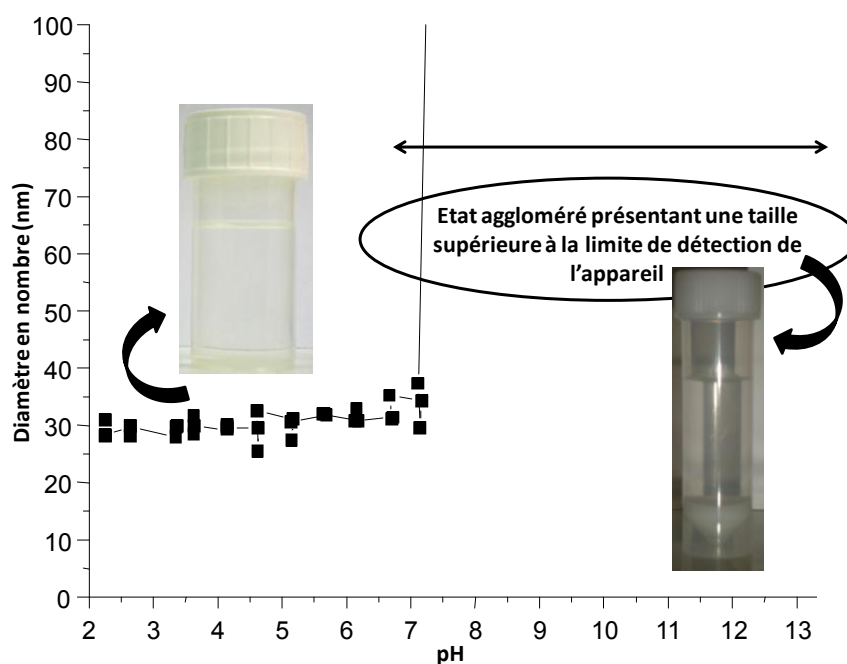 100
90
80
70
60
50
40
30
20
10
0
Diamètre en nombre (nm)
Etat aggloméré présentant une taille
supérieure à la limite de détection de
l’appareil
2 3 4 5 6 7 8 9 10 11 12 13
pH